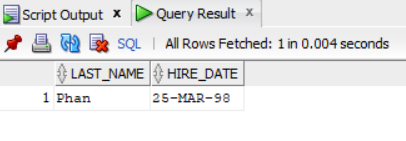 Script Output x Query Result x
SQL | All Rows Fetched: 1 in 0.004 seconds
LAST_NAME HIRE_DATE
1 Phan 25-MAR-98